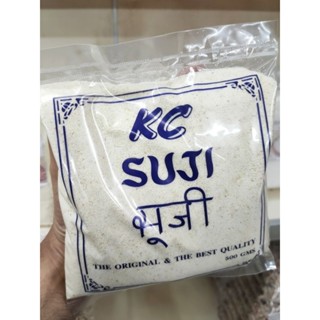 KC
SUJI
सूजी
THE ORIGINAL & THE BEST QUALITY
500 GMS